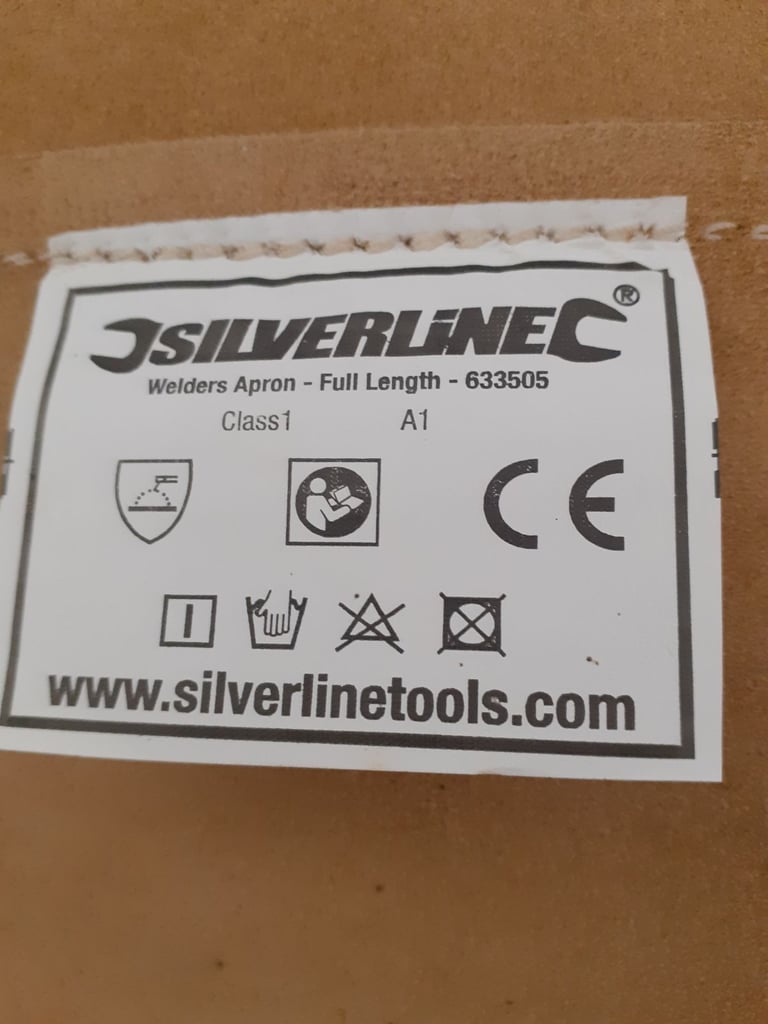 SILVERLINE®
Welders Apron - Full Length - 633505
Class1 A1
CE
www.silverlinetools.com